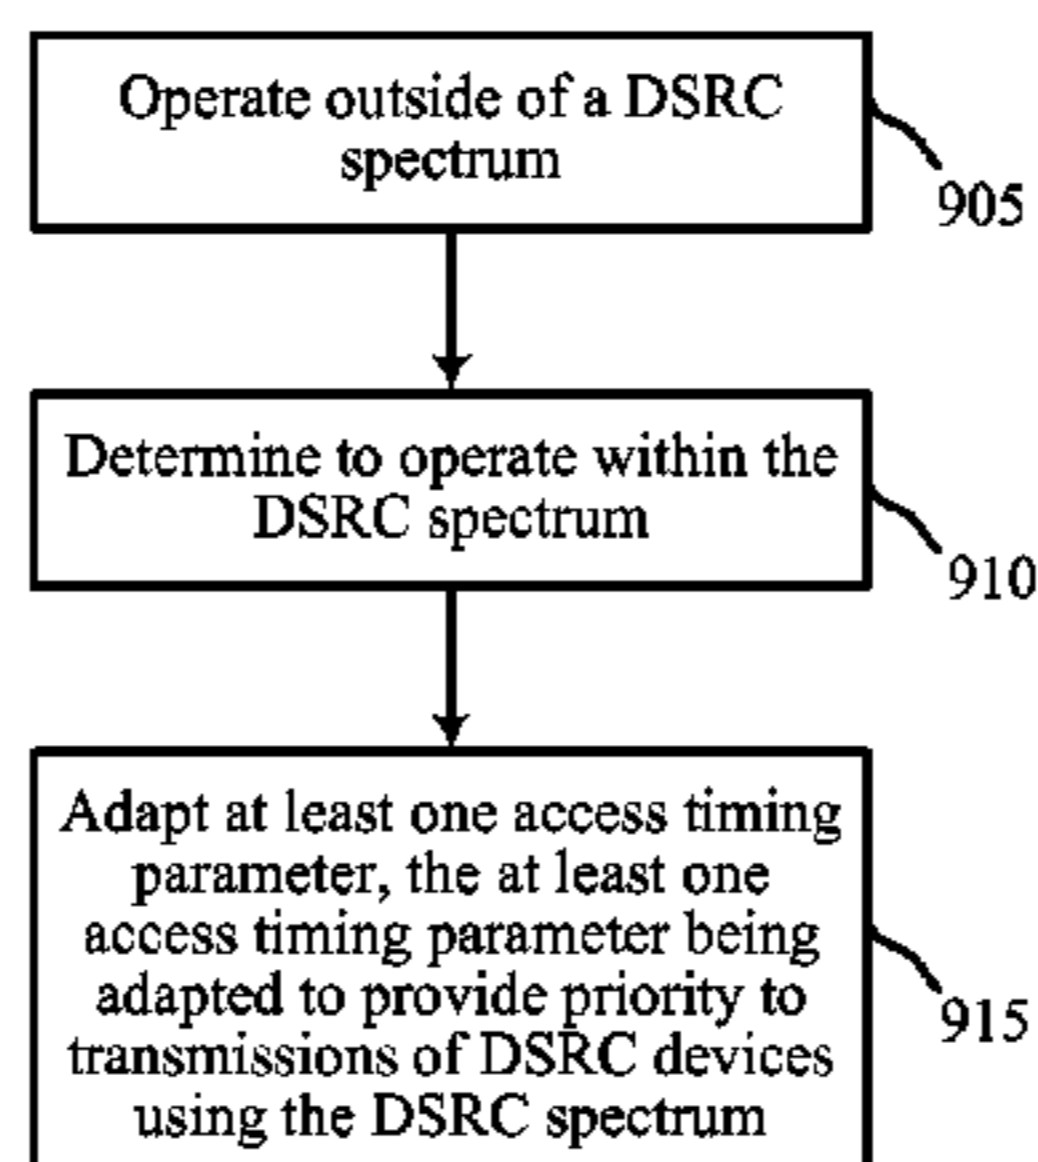 Operate outside of a DSRC
spectrum
905
Determine to operate within the
DSRC spectrum
910
Adapt at least one access timing
parameter, the at least one
access timing parameter being
adapted to provide priority to
transmissions of DSRC devices
using the DSRC spectrum
915